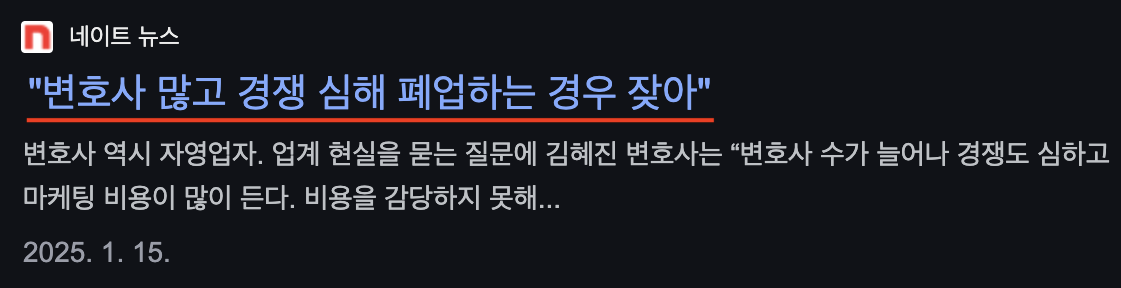 네이트 뉴스
"변호사 많고 경쟁 심해 폐업하는 경우 잦아"
변호사 역시 자영업자. 업계 현실을 묻는 질문에 김혜진 변호사는 “변호사 수가 늘어나 경쟁도 심하고
마케팅 비용이 많이 든다. 비용을 감당하지 못해...
2025. 1. 15.